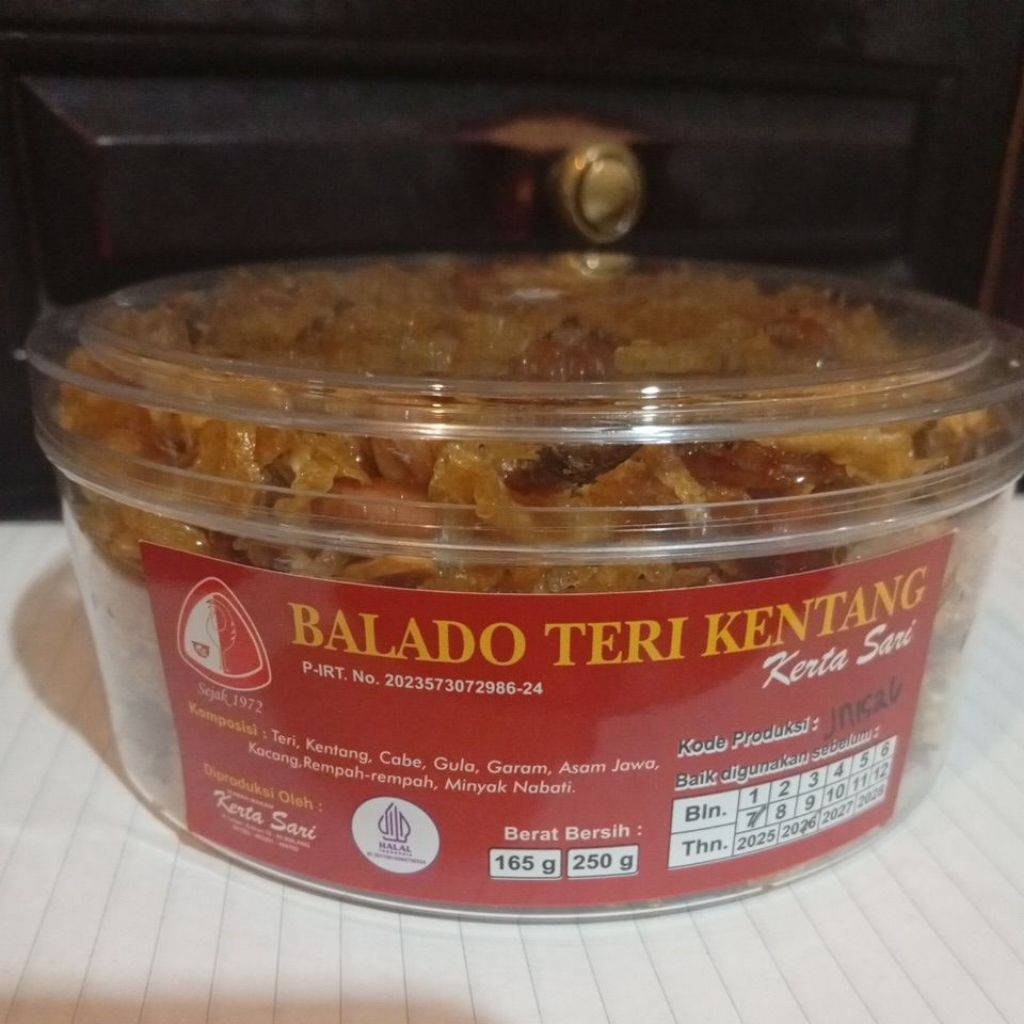 BALADO TERI KENTANG
Kerta Sari
P-IRT. No. 2023573072986-24
Sejak 1972
Komposisi : Teri, Kentang, Cabe, Gula, Garam, Asam Jawa,
Kacang,Rempah-rempah, Minyak Nabati.
Diproduksi Oleh :
Kerta Sari
HALAL
INDONESIA
Berat Bersih :
165 g 250 g
Kode Produksi :
Baik digunakan sebelum :
Bln. 1 2 3 4 5 6
7 8 9 10 11 12
Thn. 2025 2026 2027 2028